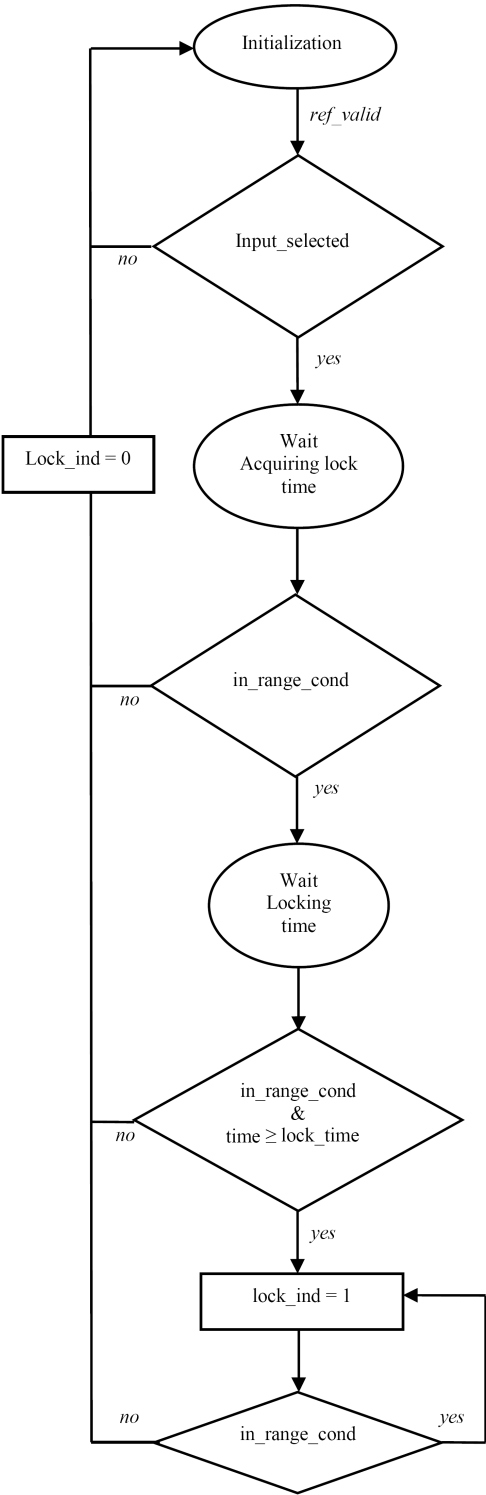 Initialization
ref_valid
Input_selected
no
yes
Wait
Acquiring lock
time
Lock_ind = 0
in_range_cond
no
yes
Wait
Locking
time
in_range_cond
&
time ≥ lock_time
no
yes
lock_ind = 1
no
yes
in_range_cond